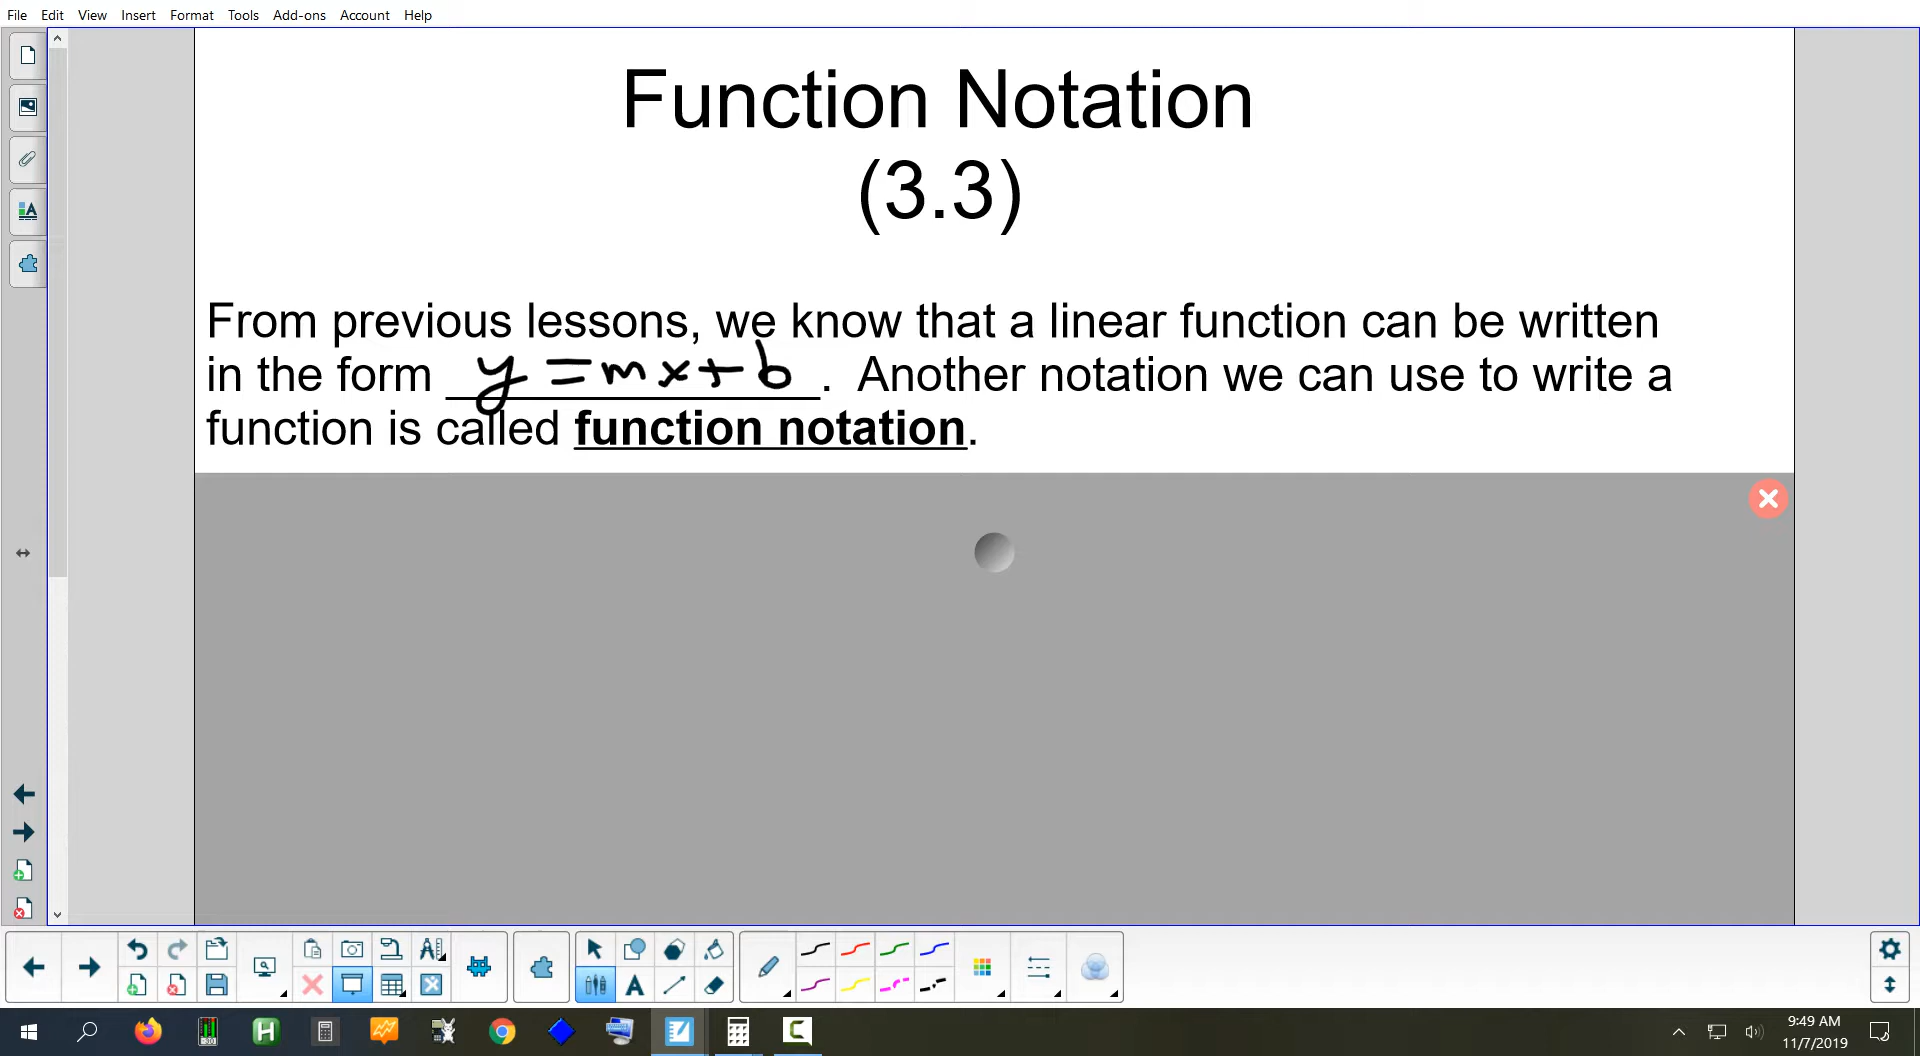 File Edit View Insert Format Tools Add-ons Account Help
Function Notation
(3.3)
From previous lessons, we know that a linear function can be written
in the form y = mx + b. Another notation we can use to write a
function is called function notation.
9:49 AM
11/7/2019